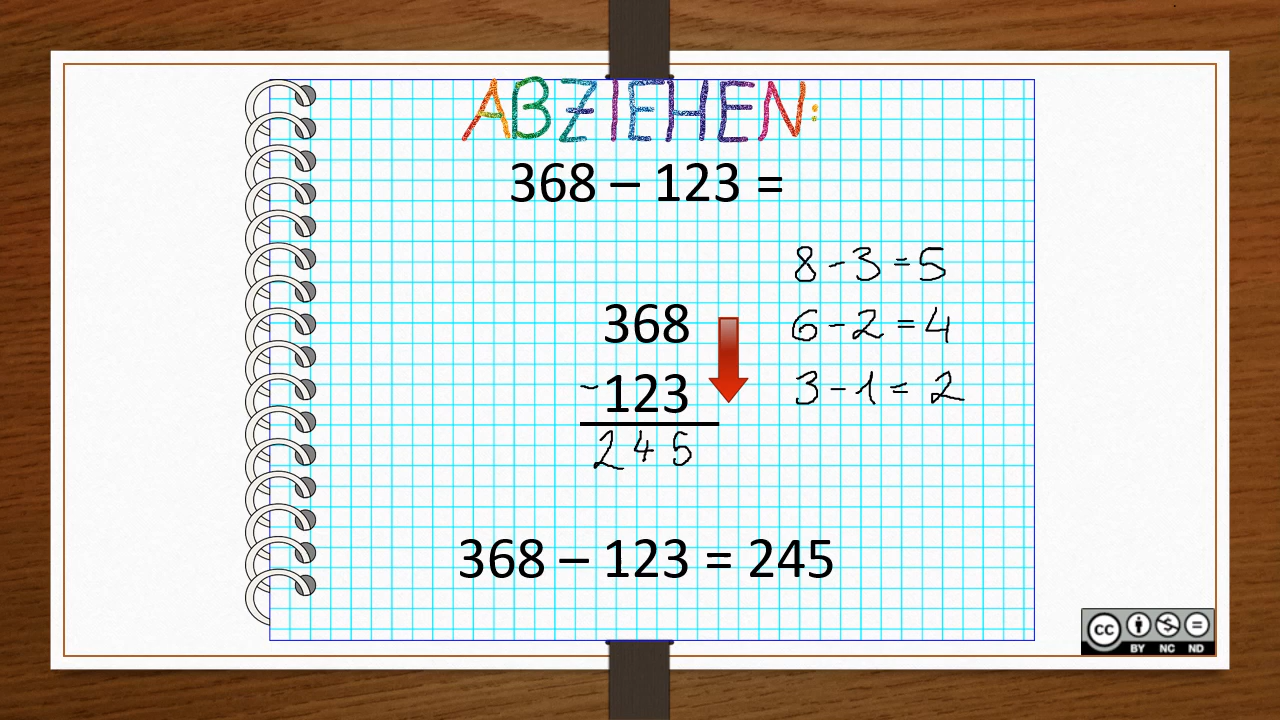 ABZIEHEN:
368 – 123 =
8 - 3 = 5
6 - 2 = 4
3 - 1 = 2
368
-123
245
368 – 123 = 245
CC BY NC ND